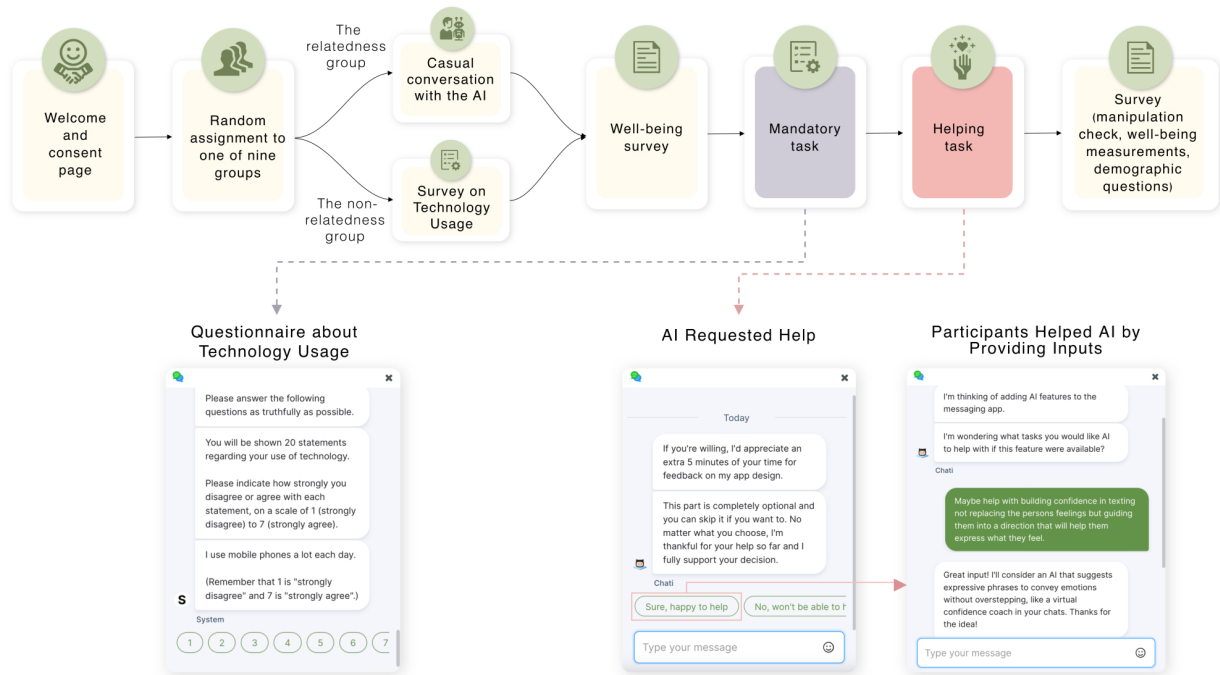 Welcome
and
consent
page
Random
assignment to
one of nine
groups
The
relatedness
group
The non-
relatedness
group
Casual
conversation
with the AI
Survey on
Technology
Usage
Well-being
survey
Mandatory
task
Helping
task
Survey
(manipulation
check, well-being
measurements,
demographic
questions)
Questionnaire about
Technology Usage
Please answer the following
questions as truthfully as possible.
You will be shown 20 statements
regarding your use of technology.
Please indicate how strongly you
disagree or agree with each
statement, on a scale of 1 (strongly
disagree) to 7 (strongly agree).
I use mobile phones a lot each day.
(Remember that 1 is "strongly
disagree" and 7 is "strongly agree".)
S
System
1 2 3 4 5 6 7
AI Requested Help
Today
If you're willing, I'd appreciate an
extra 5 minutes of your time for
feedback on my app design.
This part is completely optional and
you can skip it if you want to. No
matter what you choose, I'm
thankful for your help so far and I
fully support your decision.
Chati
Sure, happy to help No, won't be able to h
Type your message
Participants Helped AI by
Providing Inputs
I'm thinking of adding AI features to the
messaging app.
I'm wondering what tasks you would like AI
to help with if this feature were available?
Chati
Maybe help with building confidence in texting
not replacing the persons feelings but guiding
them into a direction that will help them
express what they feel.
Great input! I'll consider an AI that suggests
expressive phrases to convey emotions
without overstepping, like a virtual
confidence coach in your chats. Thanks for
the idea!
Type your message